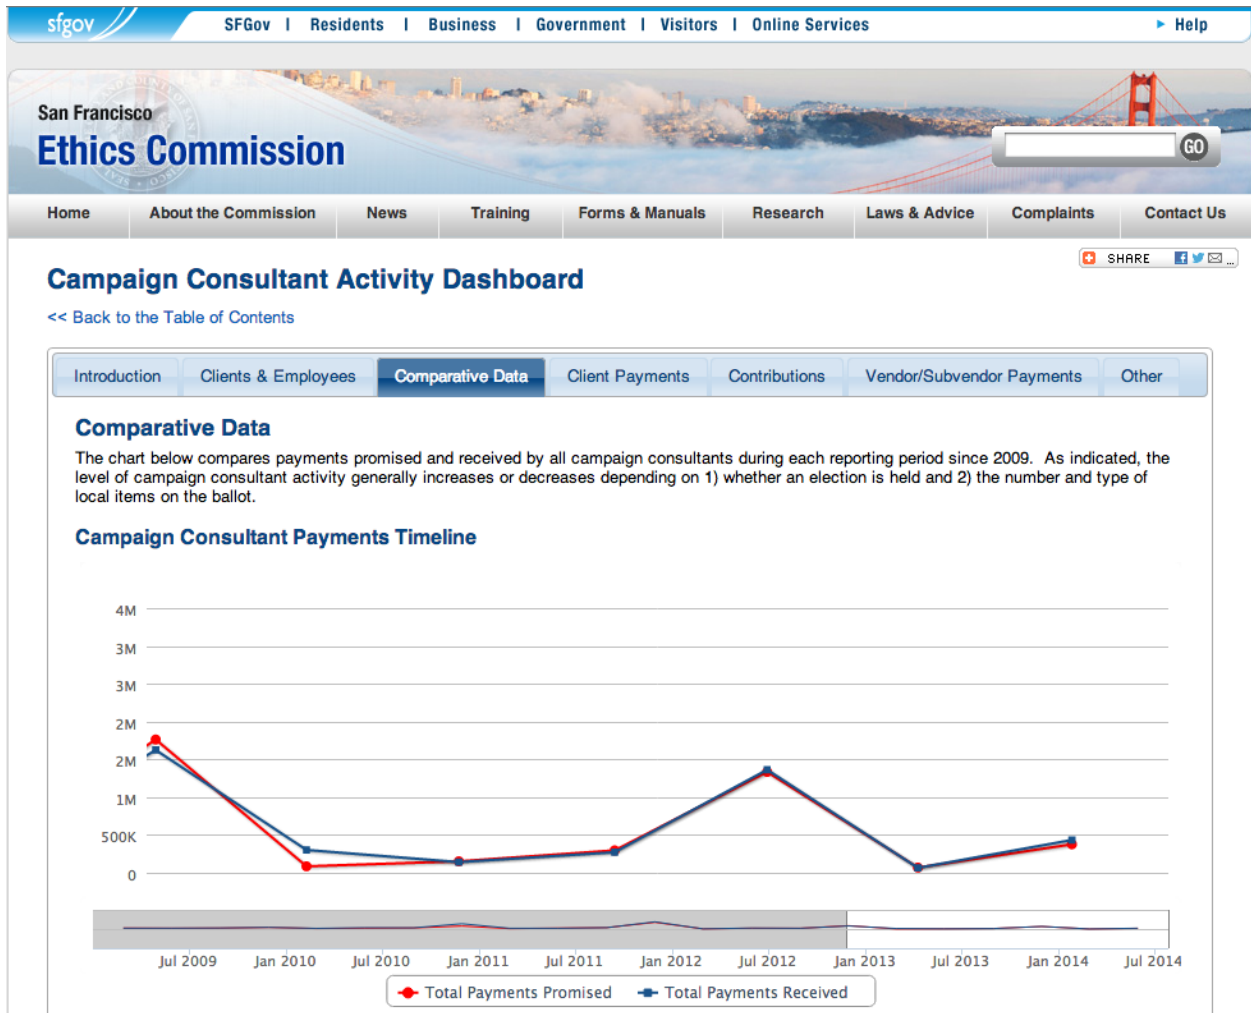 sfgov
SFGov | Residents | Business | Government | Visitors | Online Services
Help
San Francisco
Ethics Commission
GO
Home About the Commission News Training Forms & Manuals Research Laws & Advice Complaints Contact Us
SHARE ...
Campaign Consultant Activity Dashboard
<< Back to the Table of Contents
Introduction Clients & Employees Comparative Data Client Payments Contributions Vendor/Subvendor Payments Other
Comparative Data
The chart below compares payments promised and received by all campaign consultants during each reporting period since 2009. As indicated, the
level of campaign consultant activity generally increases or decreases depending on 1) whether an election is held and 2) the number and type of
local items on the ballot.
Campaign Consultant Payments Timeline
4M
3M
3M
2M
2M
1M
500K
0
Jul 2009 Jan 2010 Jul 2010 Jan 2011 Jul 2011 Jan 2012 Jul 2012 Jan 2013 Jul 2013 Jan 2014 Jul 2014
Total Payments Promised Total Payments Received